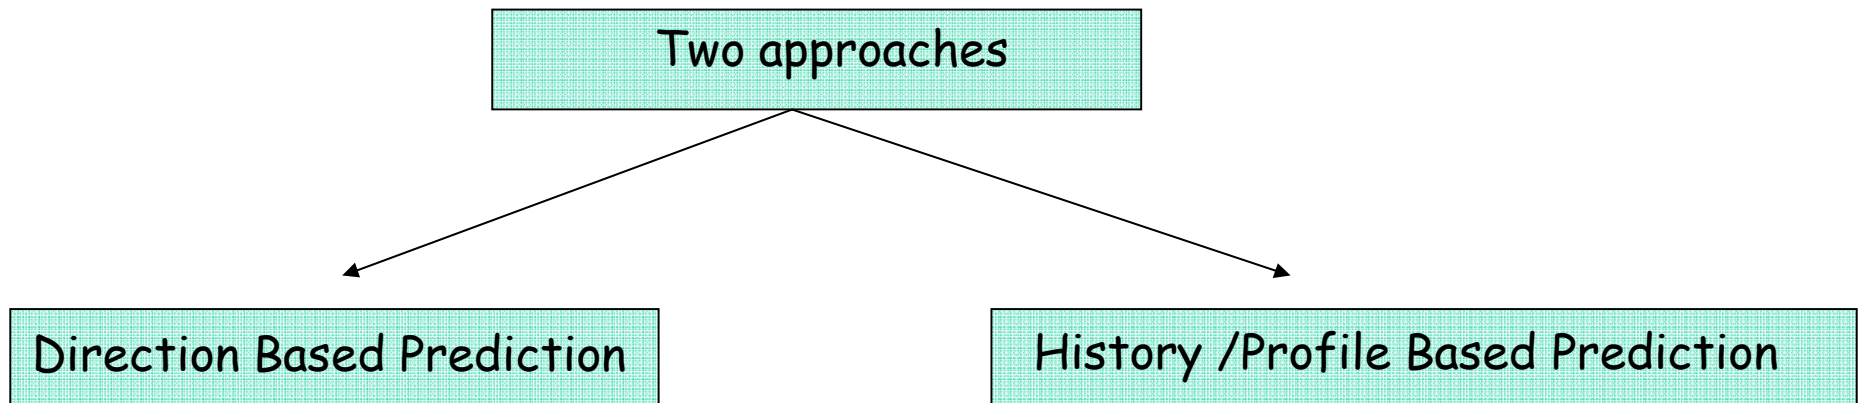 Two approaches
Direction Based Prediction
History /Profile Based Prediction